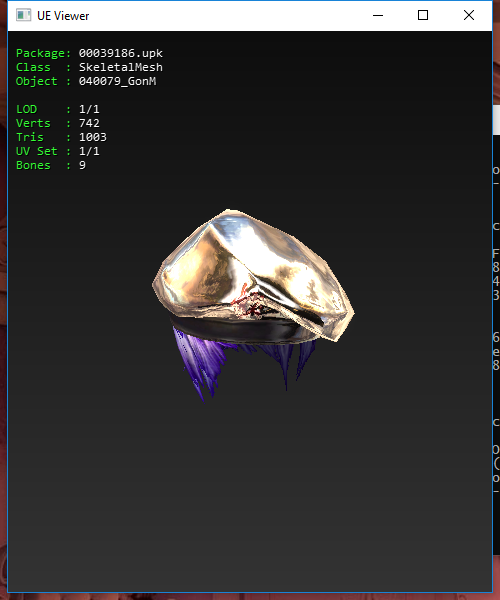 UE Viewer
Package: 00039186.upk
Class : SkeletalMesh
Object : 040079_GonM
LOD : 1/1
Verts : 742
Tris : 1003
UV Set : 1/1
Bones : 9